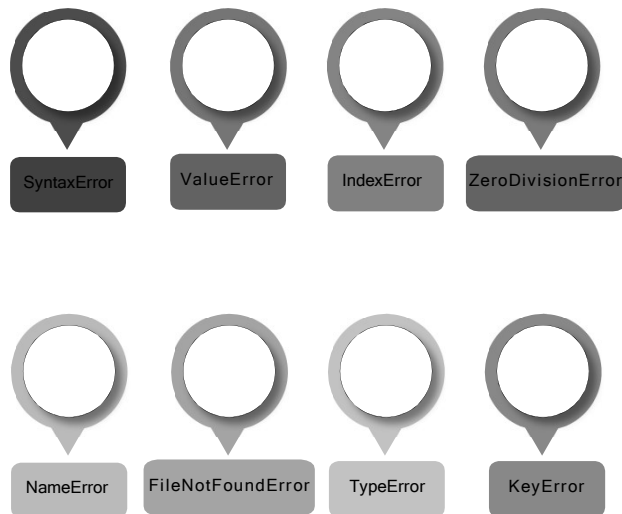 SyntaxError
ValueError
IndexError
ZeroDivisionError
NameError
FileNotFoundError
TypeError
KeyError